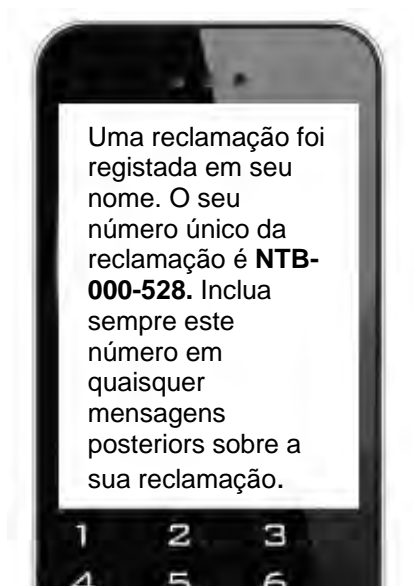 Uma reclamação foi
registada em seu
nome. O seu
número único da
reclamação é NTB-
000-528. Inclua
sempre este
número em
quaisquer
mensagens
posteriors sobre a
sua reclamação.
1 2 3
4 5 6